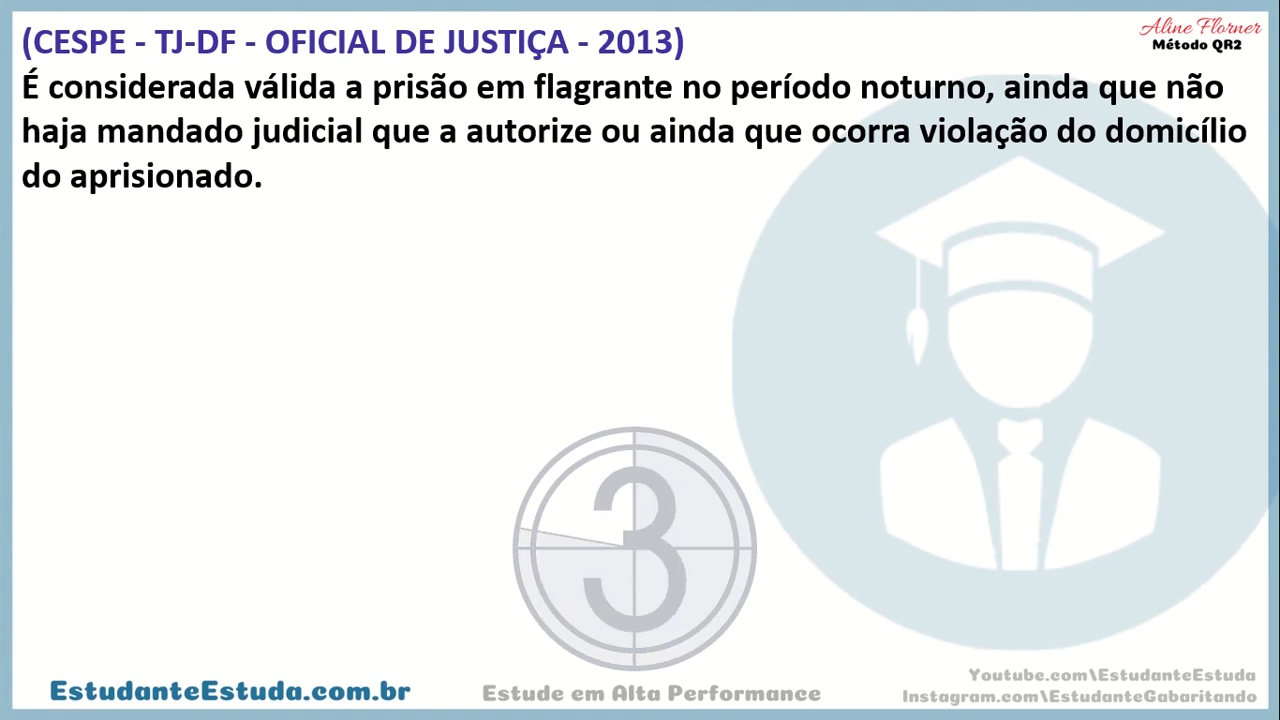 (CESPE - TJ-DF - OFICIAL DE JUSTIÇA - 2013)
Aline Florner
Método QR2
É considerada válida a prisão em flagrante no período noturno, ainda que não
haja mandado judicial que a autorize ou ainda que ocorra violação do domicílio
do aprisionado.
3
EstudanteEstuda.com.br
Estude em Alta Performance
Youtube.com\EstudanteEstuda
Instagram.com\EstudanteGabaritando